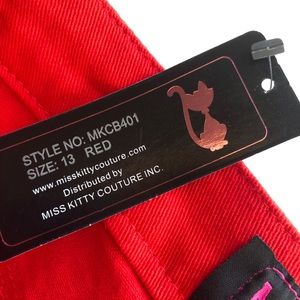 STYLE NO: MKCB401
SIZE: 13 RED
www.misskittycouture.com
Distributed by
MISS KITTY COUTURE INC.